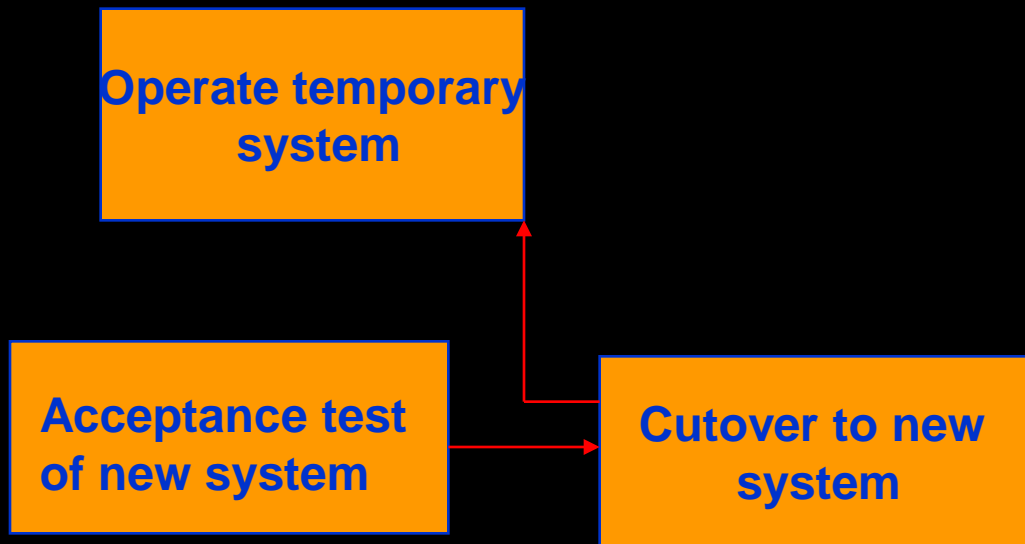 Operate temporary
system
Acceptance test
of new system
Cutover to new
system